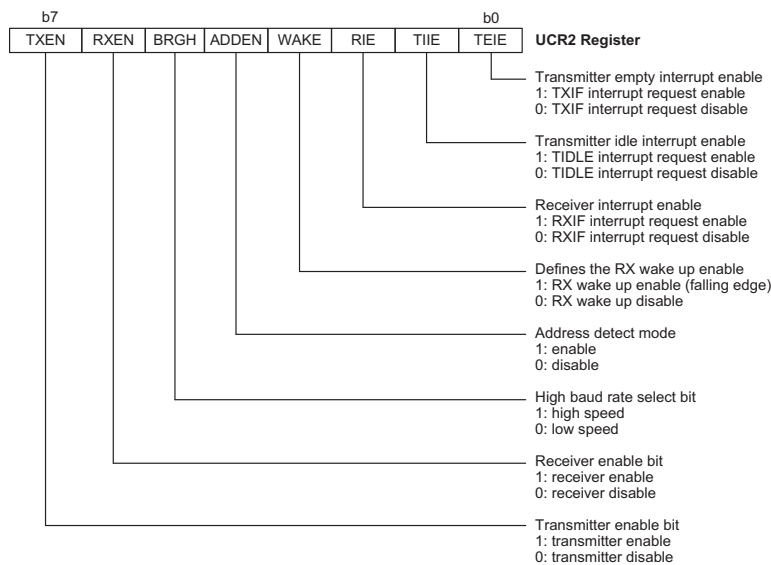 b7 b0
TXEN RXEN BRGH ADDEN WAKE RIE TIIE TEIE UCR2 Register
Transmitter empty interrupt enable
1: TXIF interrupt request enable
0: TXIF interrupt request disable
Transmitter idle interrupt enable
1: TIDLE interrupt request enable
0: TIDLE interrupt request disable
Receiver interrupt enable
1: RXIF interrupt request enable
0: RXIF interrupt request disable
Defines the RX wake up enable
1: RX wake up enable (falling edge)
0: RX wake up disable
Address detect mode
1: enable
0: disable
High baud rate select bit
1: high speed
0: low speed
Receiver enable bit
1: receiver enable
0: receiver disable
Transmitter enable bit
1: transmitter enable
0: transmitter disable